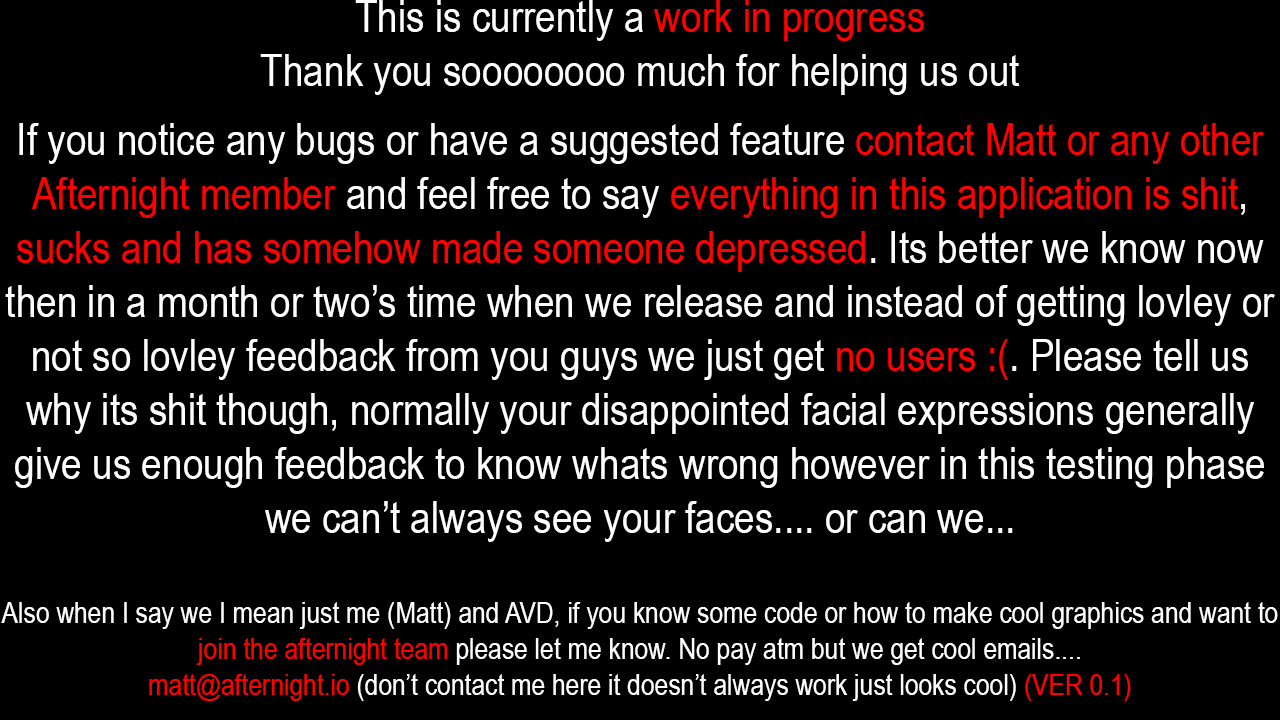 This is currently a work in progress
Thank you soooooooo much for helping us out
If you notice any bugs or have a suggested feature contact Matt or any other
Afternight member and feel free to say everything in this application is shit,
sucks and has somehow made someone depressed. Its better we know now
then in a month or two’s time when we release and instead of getting lovley or
not so lovley feedback from you guys we just get no users :(. Please tell us
why its shit though, normally your disappointed facial expressions generally
give us enough feedback to know whats wrong however in this testing phase
we can’t always see your faces.... or can we...
Also when I say we I mean just me (Matt) and AVD, if you know some code or how to make cool graphics and want to
join the afternight team please let me know. No pay atm but we get cool emails....
matt@afternight.io (don’t contact me here it doesn’t always work just looks cool) (VER 0.1)